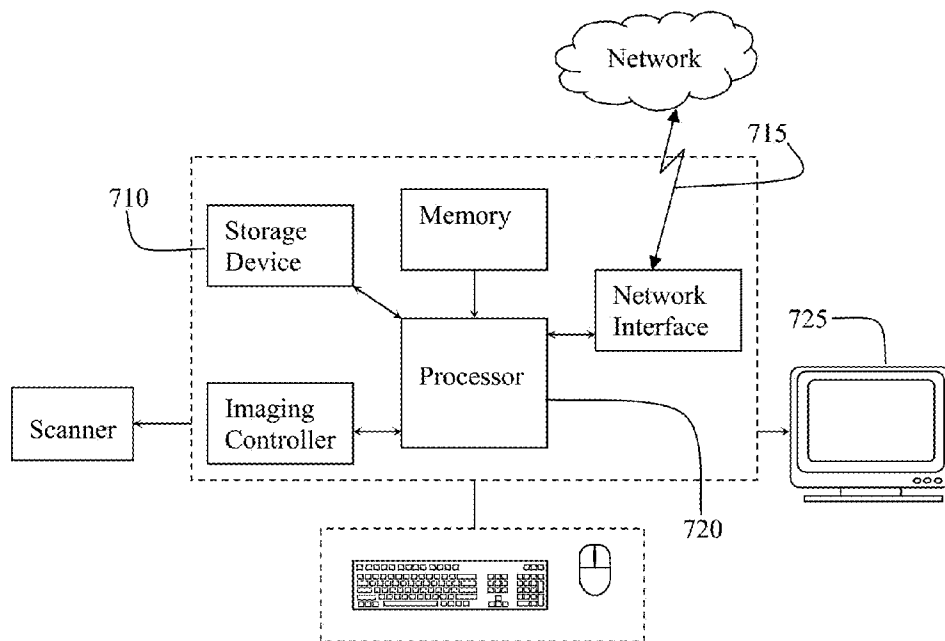 Network
715
710
Storage
Device
Memory
Network
Interface
725
Processor
Scanner
Imaging
Controller
720